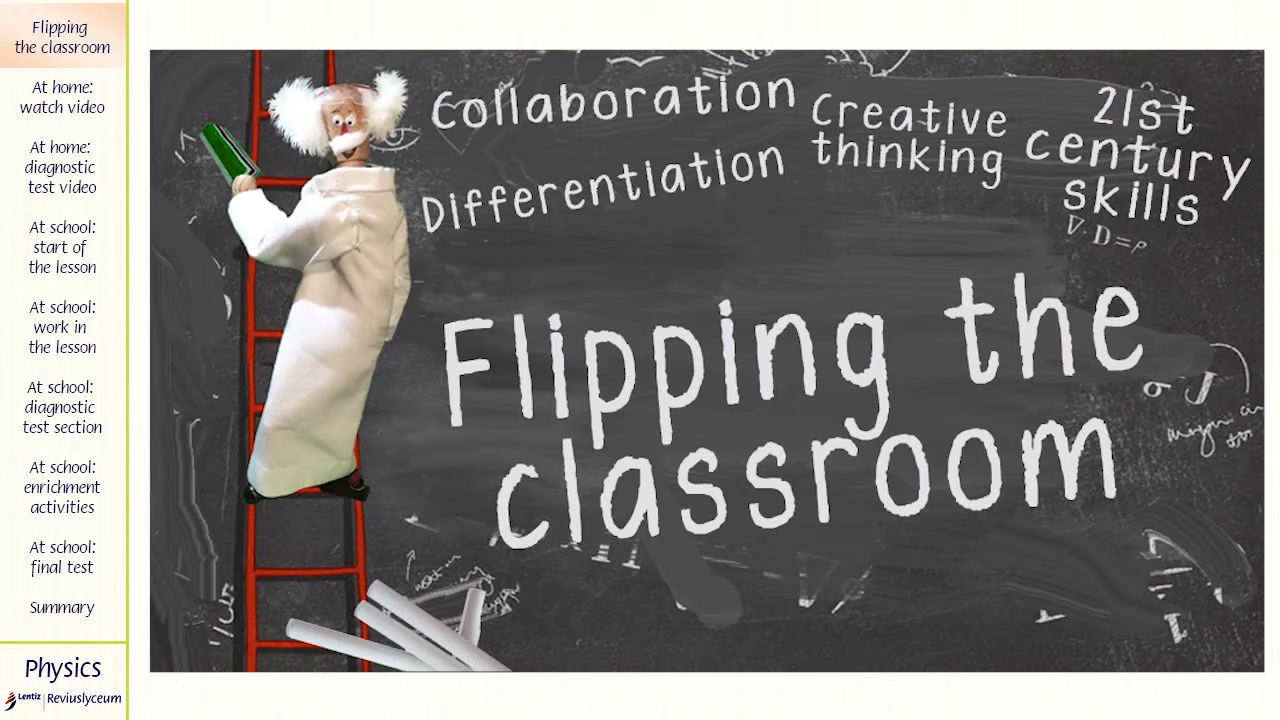 Flipping
the classroom
At home:
watch video
At home:
diagnostic
test video
At school:
start of
the lesson
At school:
work in
the lesson
At school:
diagnostic
test section
At school:
enrichment
activities
At school:
final test
Summary
Physics
Lentiz | Reviuslyceum
Collaboration
Creative
thinking
21st
century
skills
Differentiation
∇·D=ρ
Flipping the
classroom
σ J